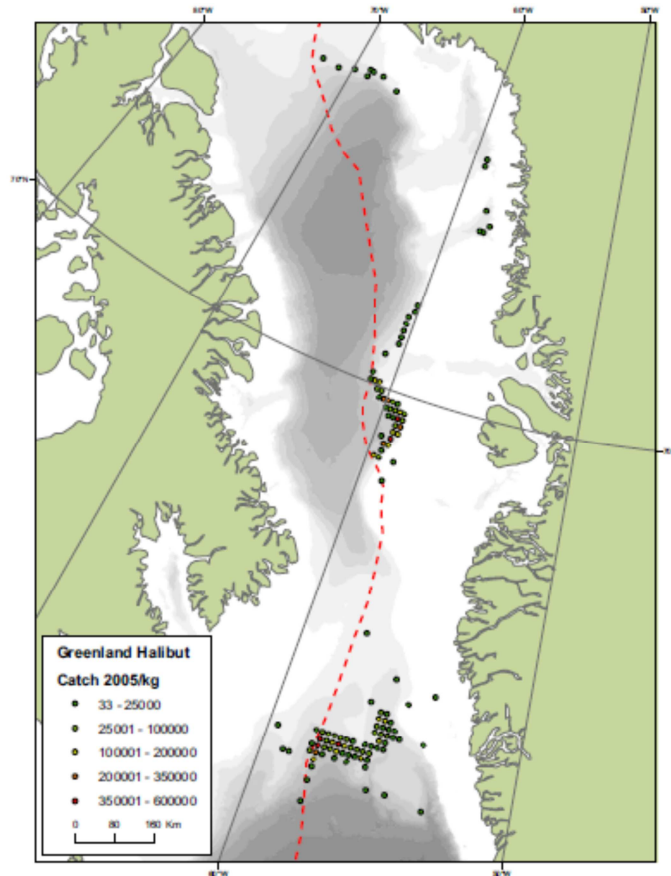 70°W
Greenland Halibut
Catch 2005/kg
33 - 25000
25001 - 100000
100001 - 200000
200001 - 350000
350001 - 600000
0 80 160 Km